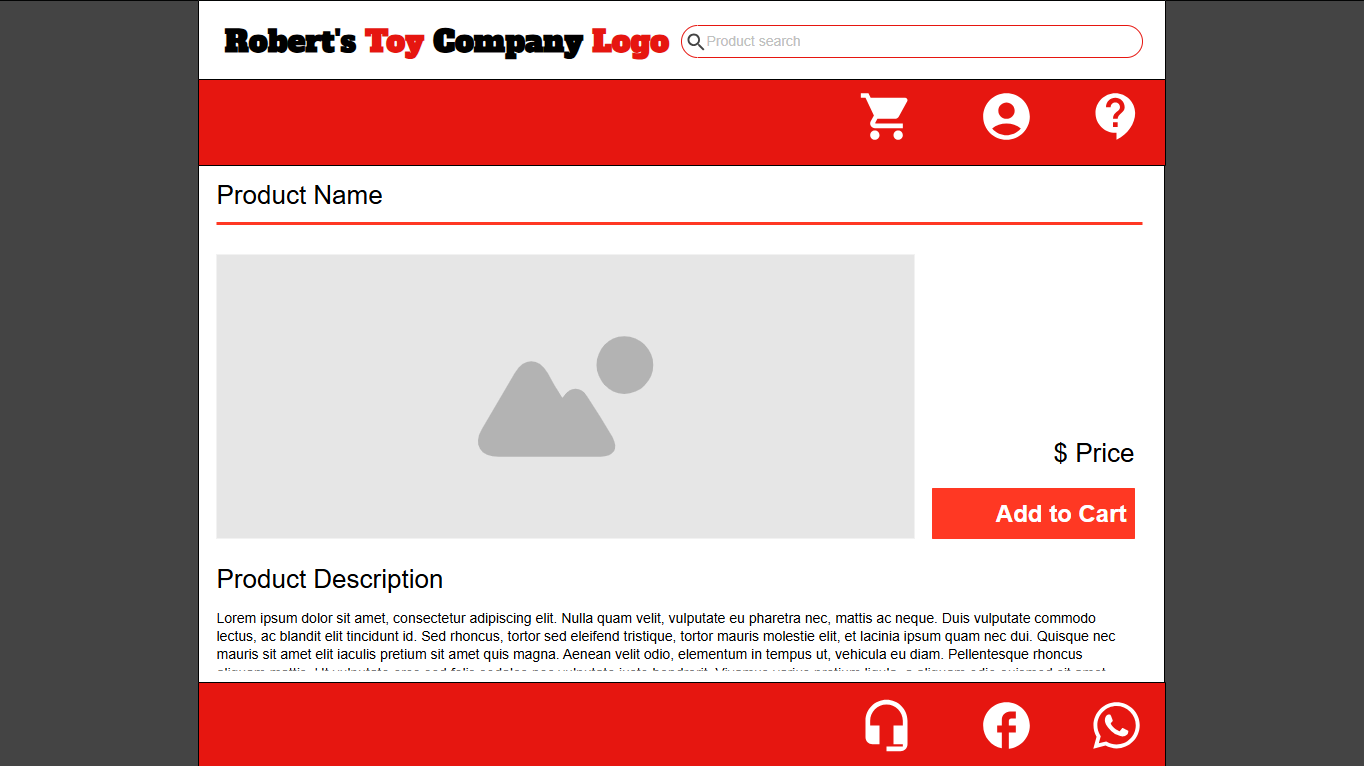 Robert's Toy Company Logo
Product search
Product Name
$ Price
Add to Cart
Product Description
Lorem ipsum dolor sit amet, consectetur adipiscing elit. Nulla quam velit, vulputate eu pharetra nec, mattis ac neque. Duis vulputate commodo
lectus, ac blandit elit tincidunt id. Sed rhoncus, tortor sed eleifend tristique, tortor mauris molestie elit, et lacinia ipsum quam nec dui. Quisque nec
mauris sit amet elit iaculis pretium sit amet quis magna. Aenean velit odio, elementum in tempus ut, vehicula eu diam. Pellentesque rhoncus